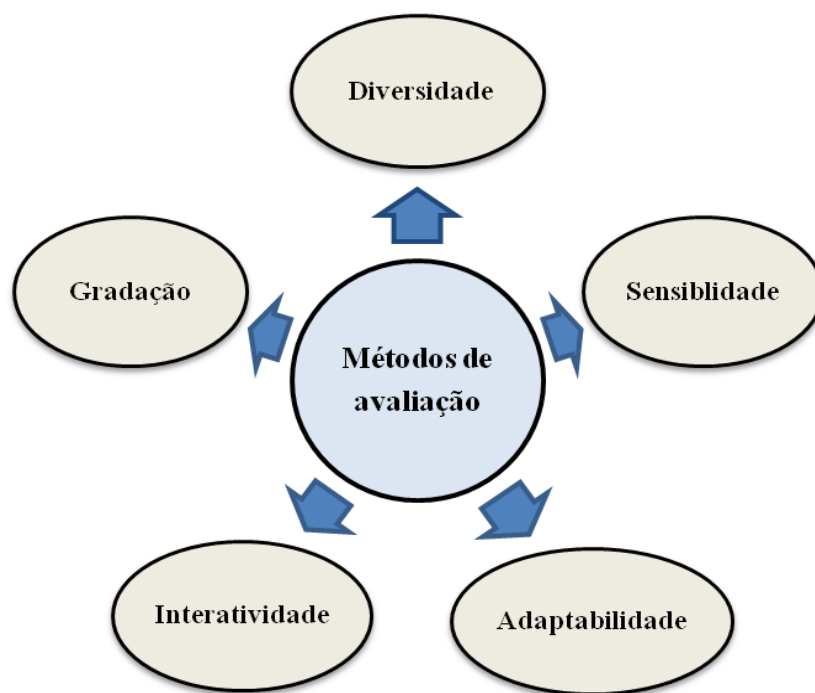 Diversidade
Gradação
Sensiblidade
Métodos de
avaliação
Interatividade
Adaptabilidade